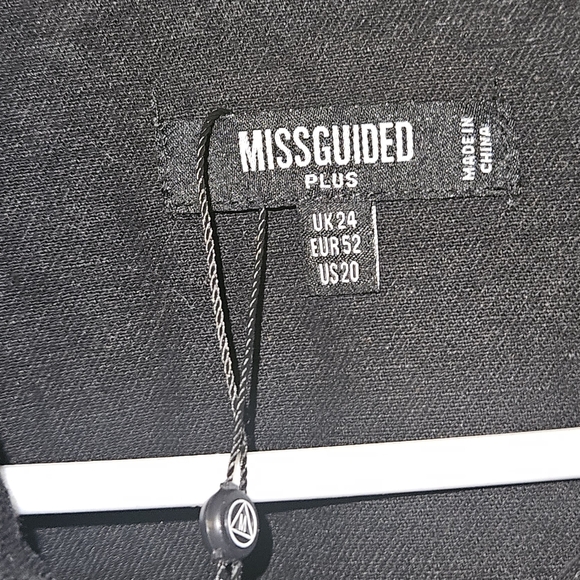 MISSGUIDED
PLUS
MADE IN
CHINA
UK 24
EUR 52
US 20
M